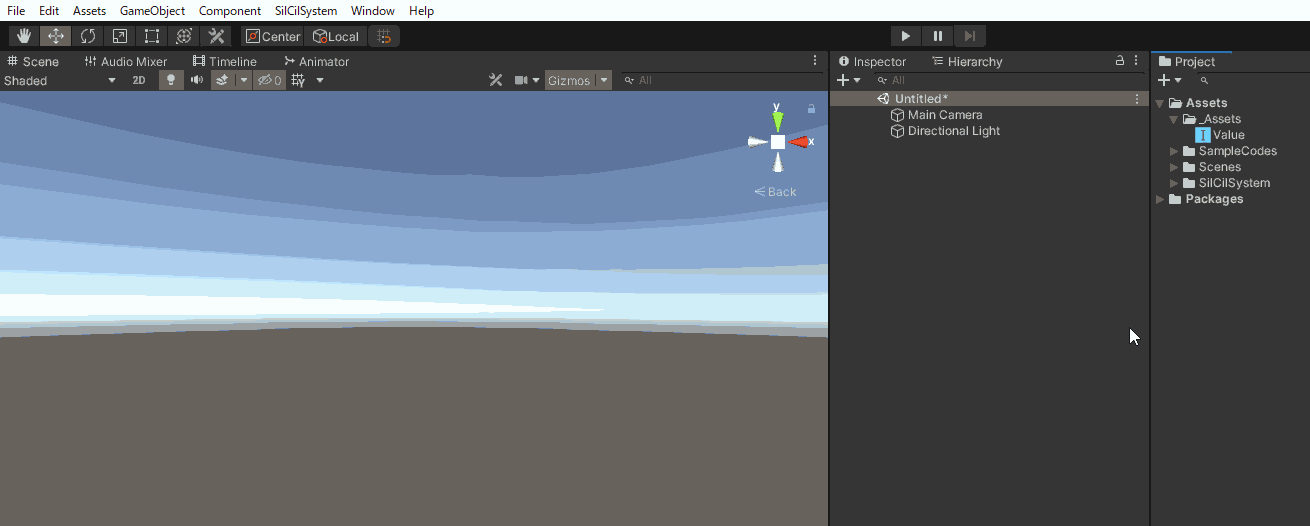 File Edit Assets GameObject Component SilCilSystem Window Help
Center Local
Scene Audio Mixer Timeline Animator
Shaded 2D 0 Gizmos All
y
x
Back
Inspector Hierarchy
All
Untitled*
Main Camera
Directional Light
Project
Assets
_Assets
I Value
SampleCodes
Scenes
SilCilSystem
Packages